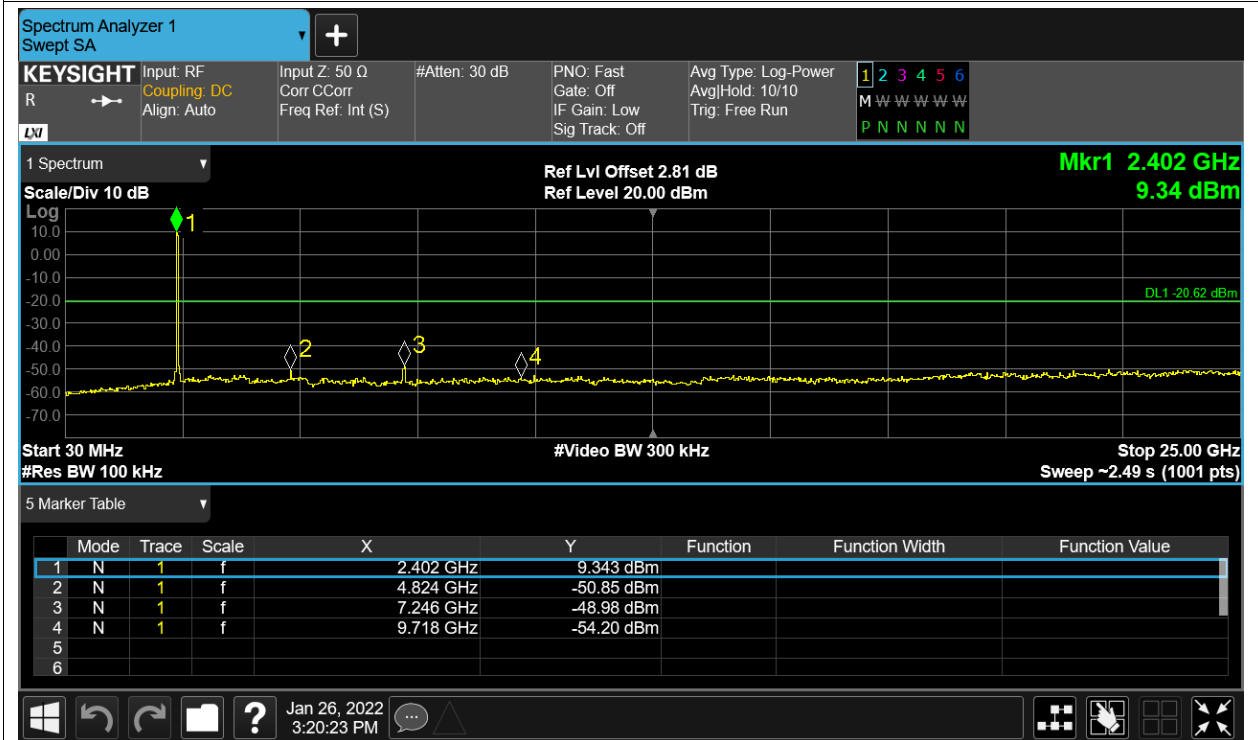 Spectrum Analyzer 1
Swept SA
KEYSIGHT
R
LXI
Input: RF
Coupling: DC
Align: Auto
Input Z: 50 Ω
Corr CCorr
Freq Ref: Int (S)
#Atten: 30 dB
PNO: Fast
Gate: Off
IF Gain: Low
Sig Track: Off
Avg Type: Log-Power
Avg|Hold: 10/10
Trig: Free Run
1 2 3 4 5 6
M W W W W W
P N N N N N
1 Spectrum
Scale/Div 10 dB
Ref Lvl Offset 2.81 dB
Ref Level 20.00 dBm
Mkr1 2.402 GHz
9.34 dBm
Log
10.0
0.00
-10.0
-20.0
-30.0
-40.0
-50.0
-60.0
-70.0
1
2
3
4
DL1 -20.62 dBm
Start 30 MHz
#Res BW 100 kHz
#Video BW 300 kHz
Stop 25.00 GHz
Sweep ~2.49 s (1001 pts)
5 Marker Table
Mode Trace Scale X Y Function Function Width Function Value
1 N 1 f 2.402 GHz 9.343 dBm
2 N 1 f 4.824 GHz -50.85 dBm
3 N 1 f 7.246 GHz -48.98 dBm
4 N 1 f 9.718 GHz -54.20 dBm
5
6
?
Jan 26, 2022
3:20:23 PM